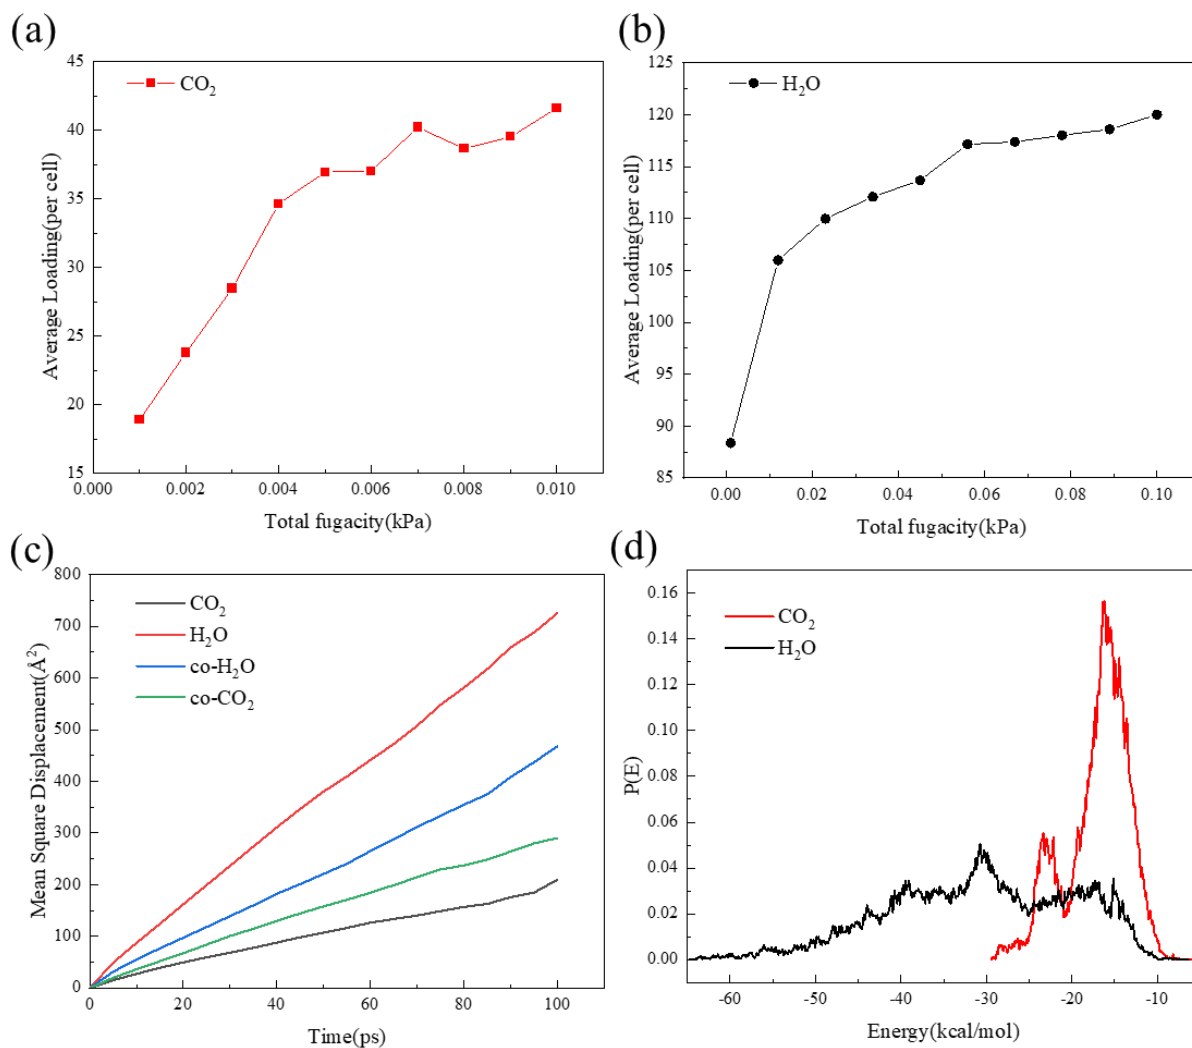 (a)
CO2
45
40
35
30
25
20
15
Average Loading(per cell)
0.000 0.002 0.004 0.006 0.008 0.010
Total fugacity(kPa)
(b)
H2O
125
120
115
110
105
100
95
90
85
Average Loading(per cell)
0.00 0.02 0.04 0.06 0.08 0.10
Total fugacity(kPa)
(c)
CO2
H2O
co-H2O
co-CO2
800
700
600
500
400
300
200
100
0
Mean Square Displacement(Å2)
0 20 40 60 80 100
Time(ps)
(d)
CO2
H2O
0.16
0.14
0.12
0.10
0.08
0.06
0.04
0.02
0.00
P(E)
-60 -50 -40 -30 -20 -10
Energy(kcal/mol)